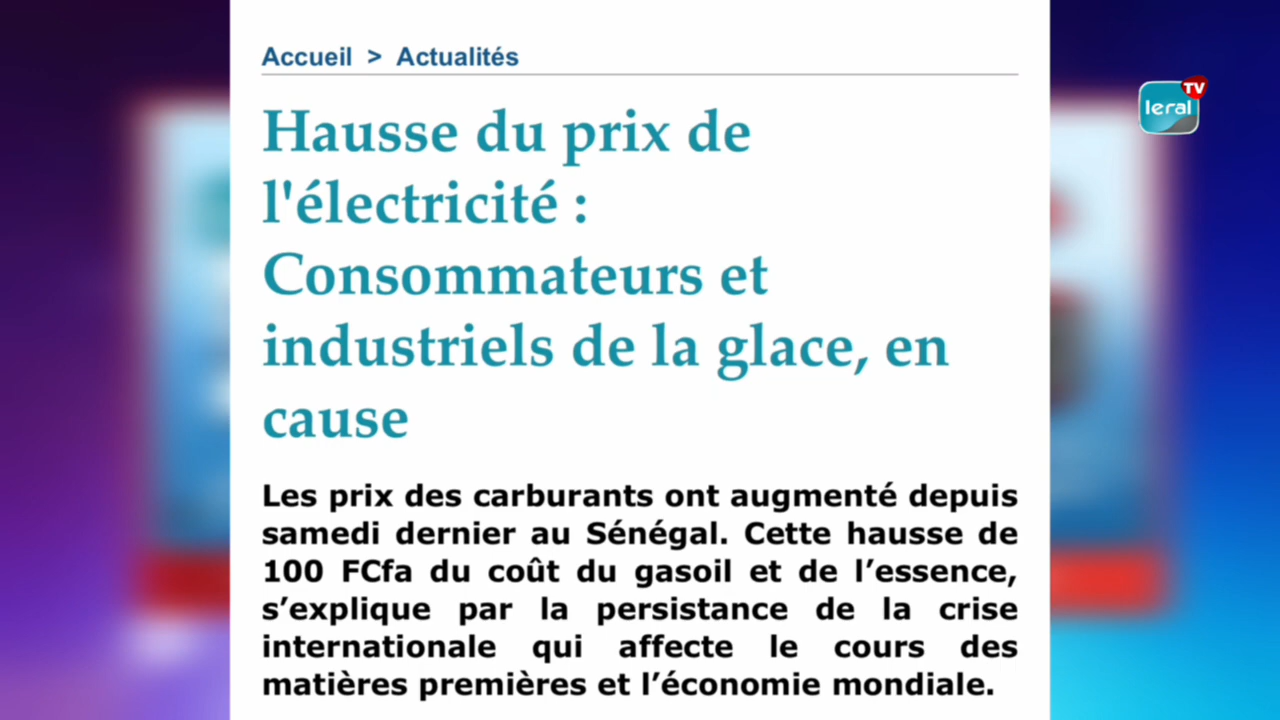 Accueil > Actualités
TV
leral
Hausse du prix de
l'électricité :
Consommateurs et
industriels de la glace, en
cause
Les prix des carburants ont augmenté depuis
samedi dernier au Sénégal. Cette hausse de
100 FCfa du coût du gasoil et de l’essence,
s’explique par la persistance de la crise
internationale qui affecte le cours des
matières premières et l’économie mondiale.